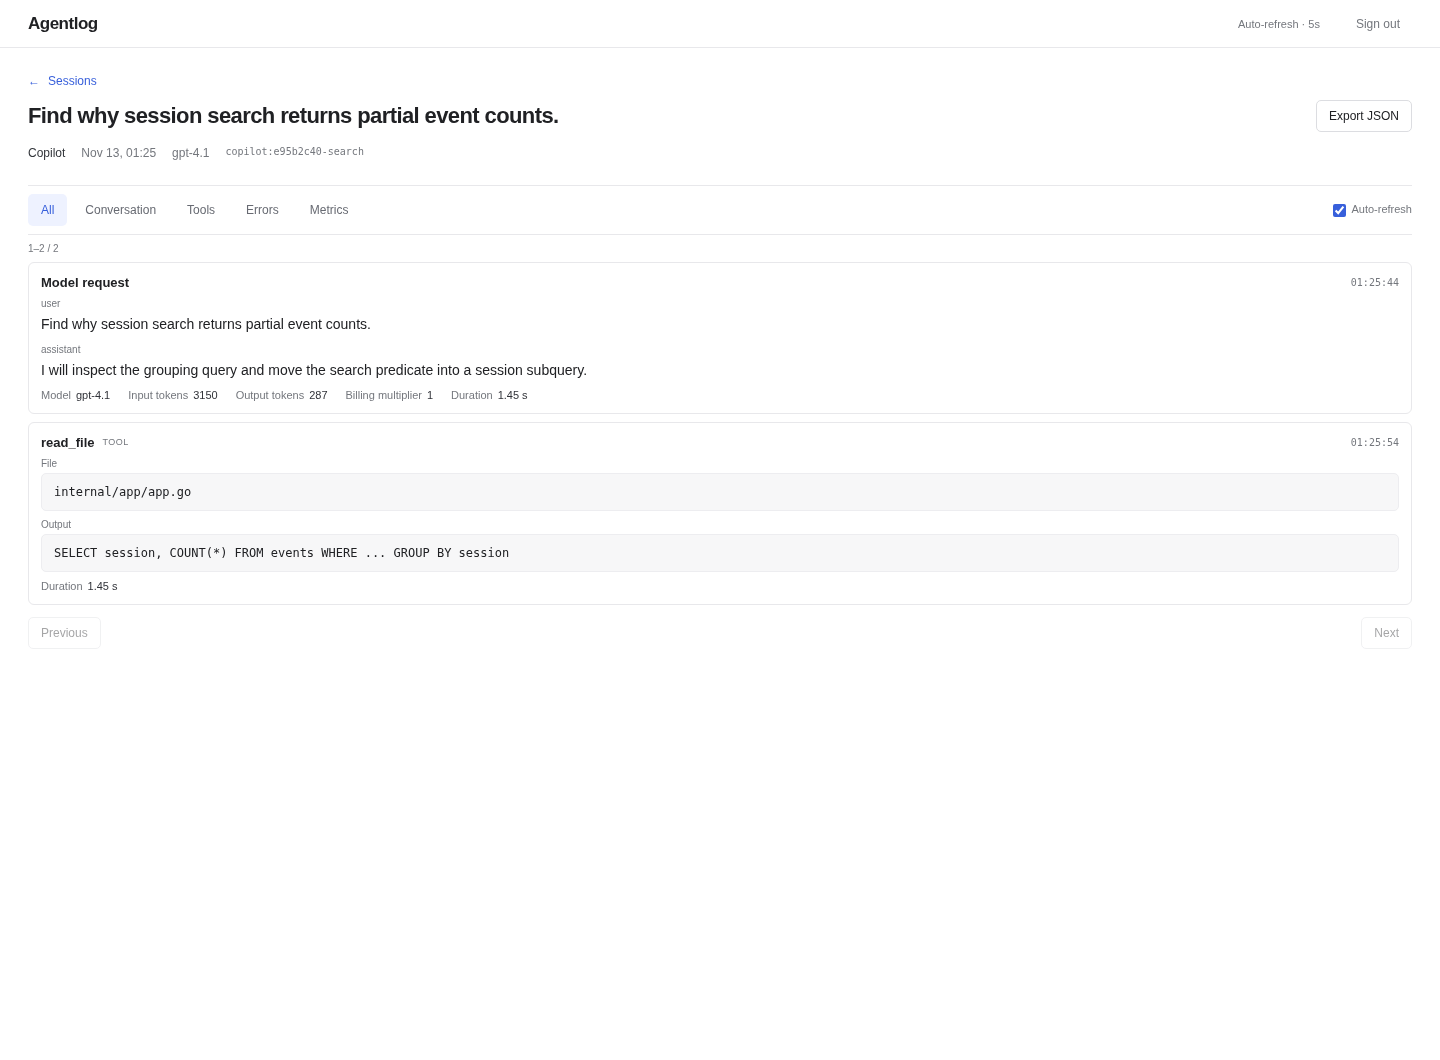 Agentlog
Auto-refresh · 5s
Sign out
← Sessions
Find why session search returns partial event counts.
Export JSON
Copilot Nov 13, 01:25 gpt-4.1 copilot:e95b2c40-search
All Conversation Tools Errors Metrics
Auto-refresh
1–2 / 2
Model request 01:25:44
user
Find why session search returns partial event counts.
assistant
I will inspect the grouping query and move the search predicate into a session subquery.
Model gpt-4.1 Input tokens 3150 Output tokens 287 Billing multiplier 1 Duration 1.45 s
read_file TOOL 01:25:54
File
internal/app/app.go
Output
SELECT session, COUNT(*) FROM events WHERE ... GROUP BY session
Duration 1.45 s
Previous
Next